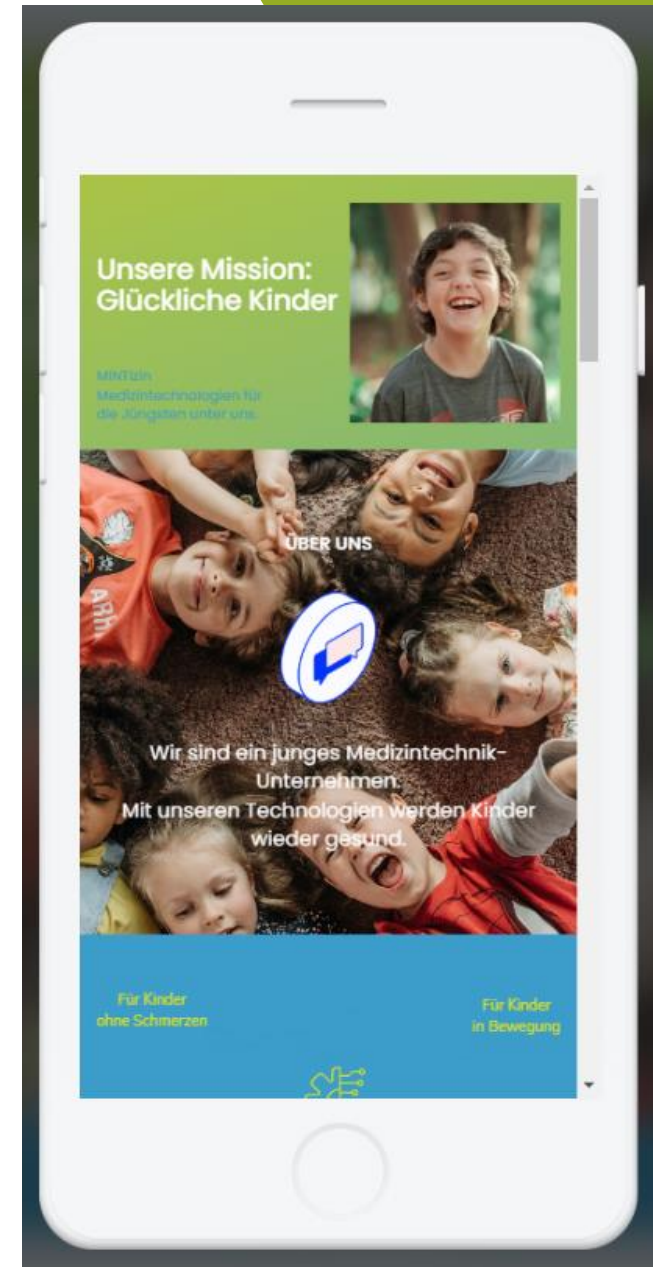 Unsere Mission:
Glückliche Kinder
MINTizin
Medizintechnologien für
die Jüngsten unter uns.
ÜBER UNS
Wir sind ein junges Medizintechnik-
Unternehmen.
Mit unseren Technologien werden Kinder
wieder gesund.
Für Kinder
ohne Schmerzen
Für Kinder
in Bewegung